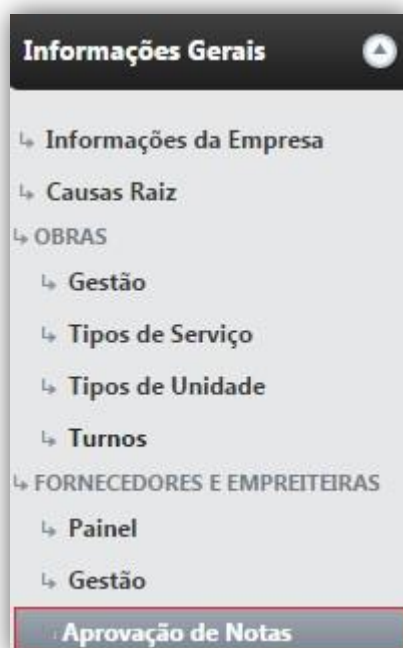 Informações Gerais
Informações da Empresa
Causas Raiz
OBRAS
Gestão
Tipos de Serviço
Tipos de Unidade
Turnos
FORNECEDORES E EMPREITEIRAS
Painel
Gestão
Aprovação de Notas